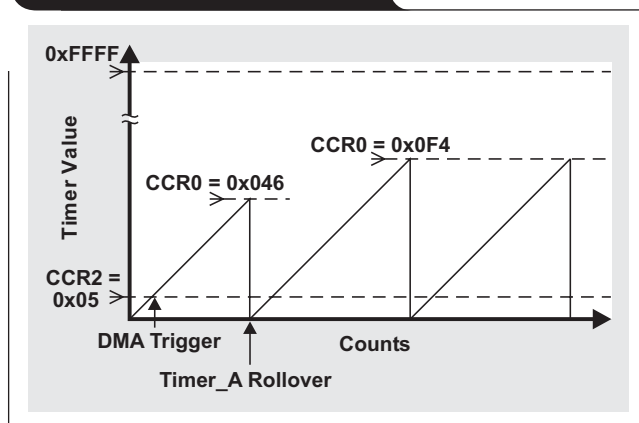 0xFFFF
Timer Value
CCR0 = 0x0F4
CCR0 = 0x046
CCR2 =
0x05
DMA Trigger
Counts
Timer_A Rollover